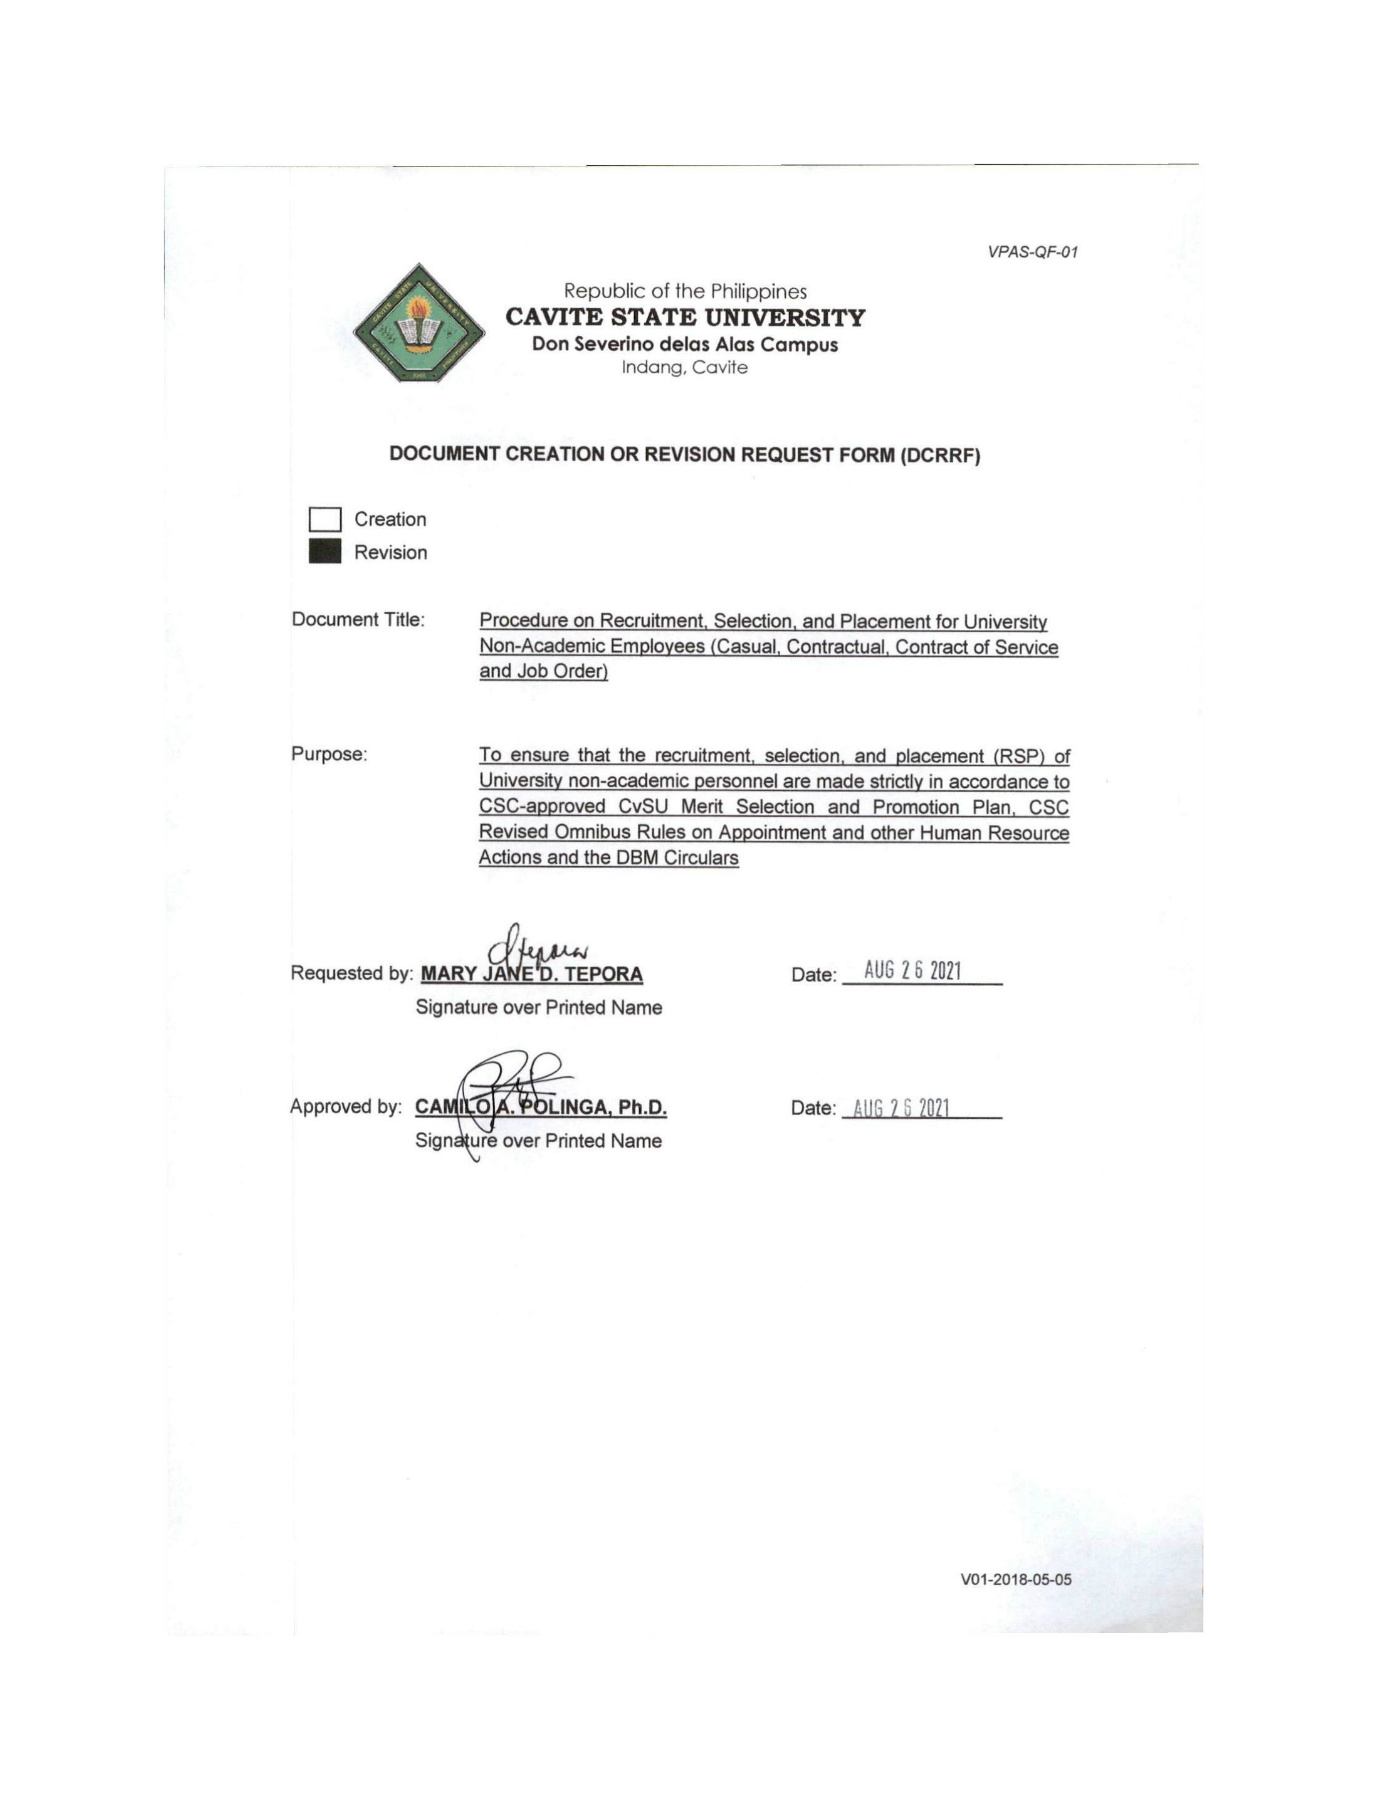 VPAS-QF-01
Republic of the Philippines
CAVITE STATE UNIVERSITY
Don Severino delas Alas Campus
Indang, Cavite
DOCUMENT CREATION OR REVISION REQUEST FORM (DCRRF)
Creation
Revision
Document Title: Procedure on Recruitment, Selection, and Placement for University
Non-Academic Employees (Casual, Contractual, Contract of Service
and Job Order)
Purpose: To ensure that the recruitment, selection, and placement (RSP) of
University non-academic personnel are made strictly in accordance to
CSC-approved CvSU Merit Selection and Promotion Plan, CSC
Revised Omnibus Rules on Appointment and other Human Resource
Actions and the DBM Circulars
Requested by: MARY JANE D. TEPORA Date: AUG 26 2021
Signature over Printed Name
Approved by: CAMILO A. POLINGA, Ph.D. Date: AUG 26 2021
Signature over Printed Name
V01-2018-05-05